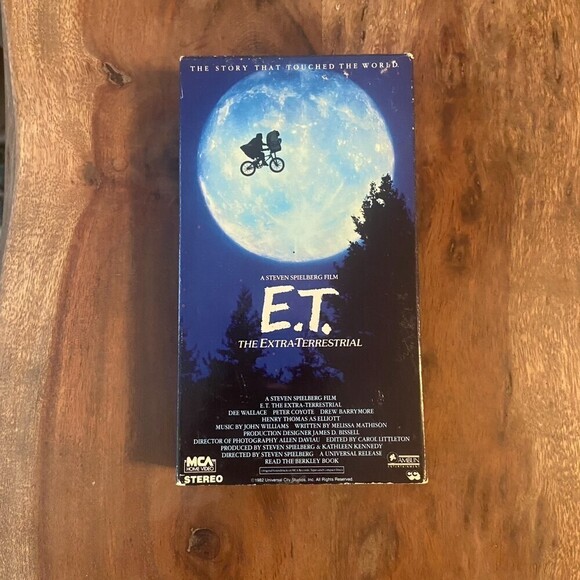 THE STORY THAT TOUCHED THE WORLD
A STEVEN SPIELBERG FILM
E.T.
THE EXTRA-TERRESTRIAL
A STEVEN SPIELBERG FILM
E.T. THE EXTRA-TERRESTRIAL
DEE WALLACE PETER COYOTE DREW BARRYMORE
HENRY THOMAS AS ELLIOTT
MUSIC BY JOHN WILLIAMS WRITTEN BY MELISSA MATHISON
PRODUCTION DESIGNER JAMES D. BISSELL
DIRECTOR OF PHOTOGRAPHY ALLEN DAVIAU EDITED BY CAROL LITTLETON
PRODUCED BY STEVEN SPIELBERG & KATHLEEN KENNEDY
DIRECTED BY STEVEN SPIELBERG A UNIVERSAL RELEASE
READ THE BERKLEY BOOK
MCA
HOME VIDEO
STEREO
©1982 Universal City Studios, Inc. All Rights Reserved.
AMBLIN
ENTERTAINMENT